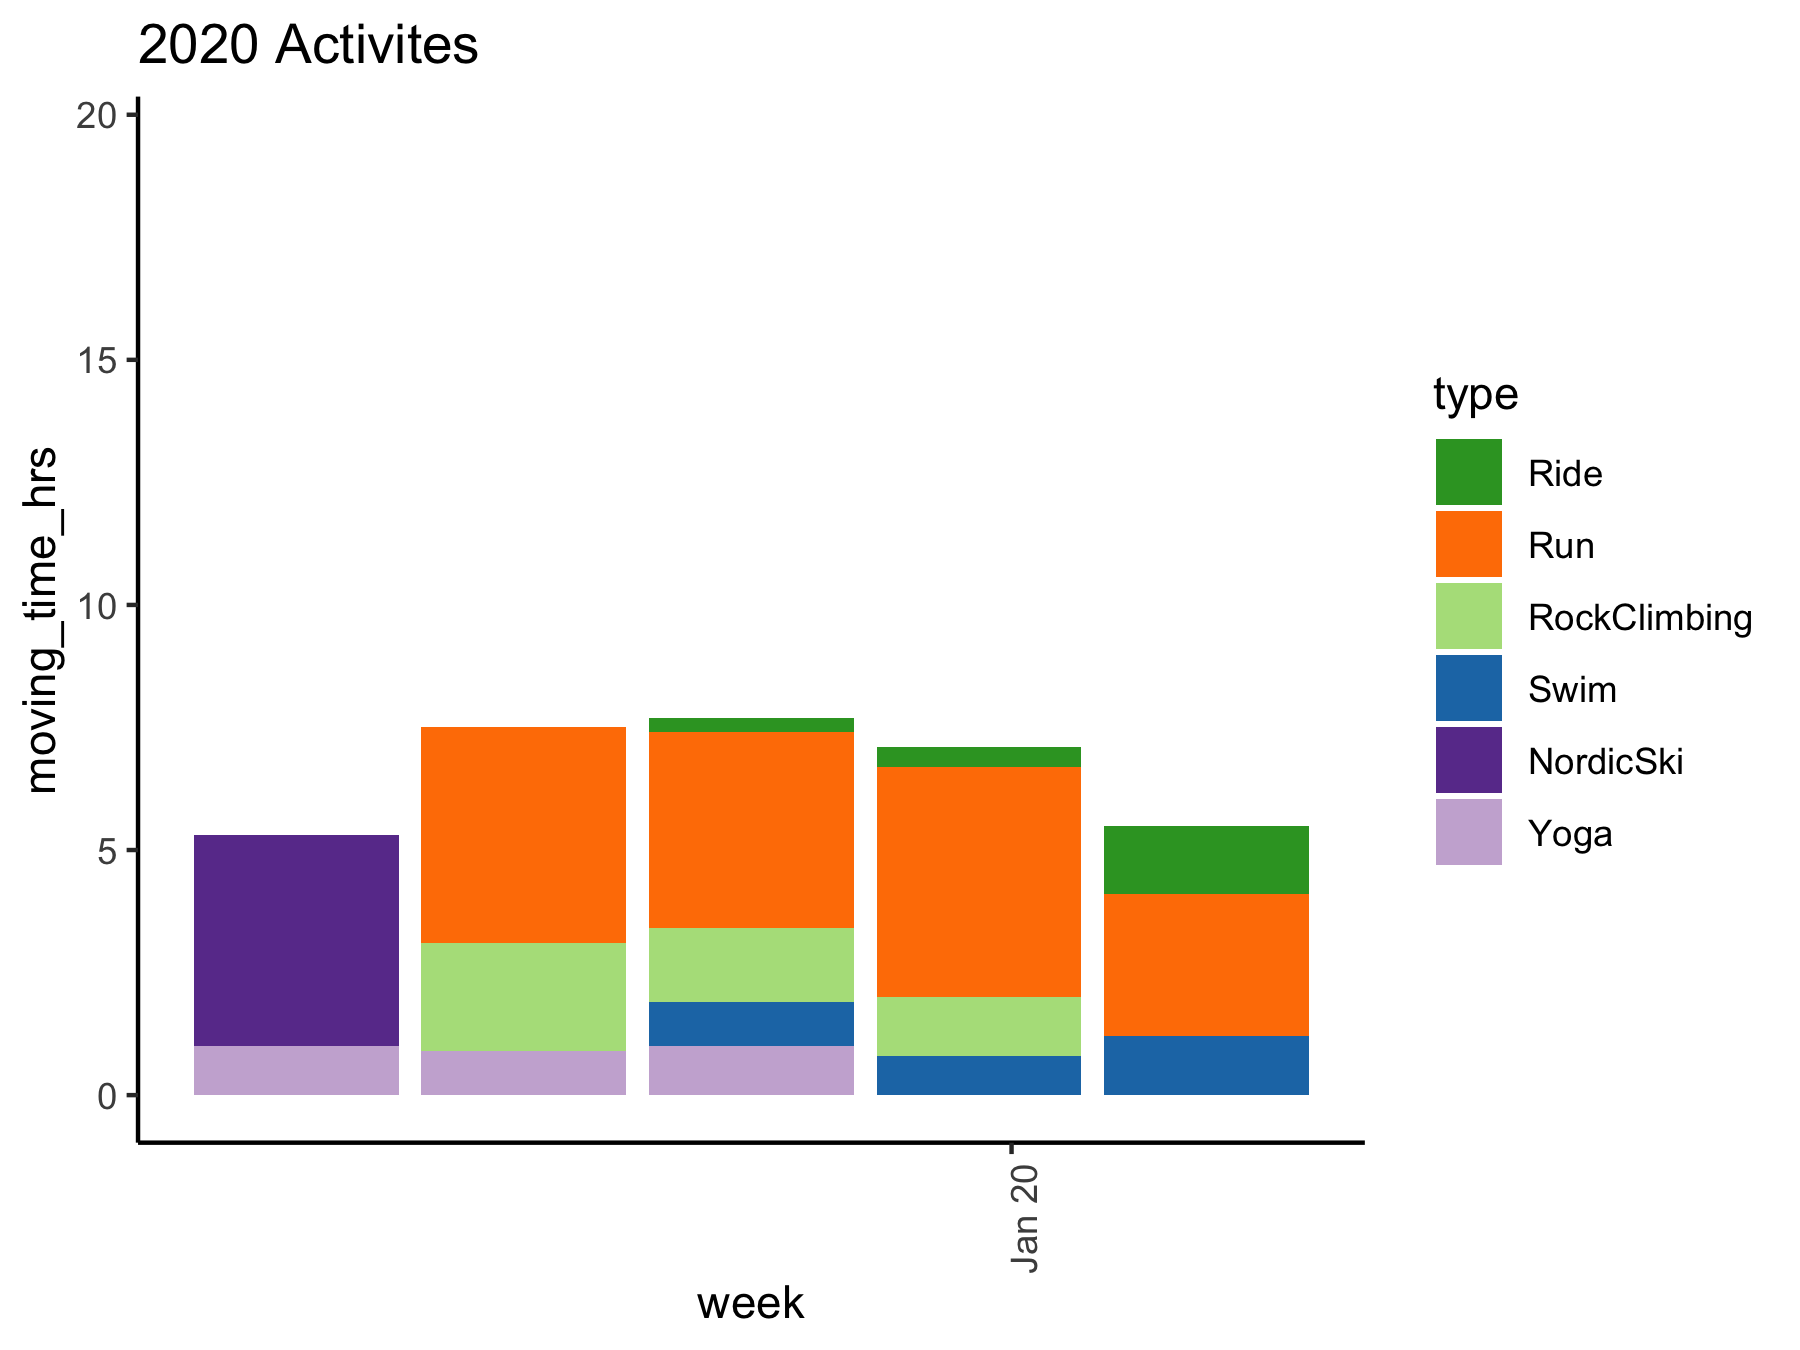 2020 Activites
moving_time_hrs
20
15
10
5
0
Jan 20
week
type
Ride
Run
RockClimbing
Swim
NordicSki
Yoga